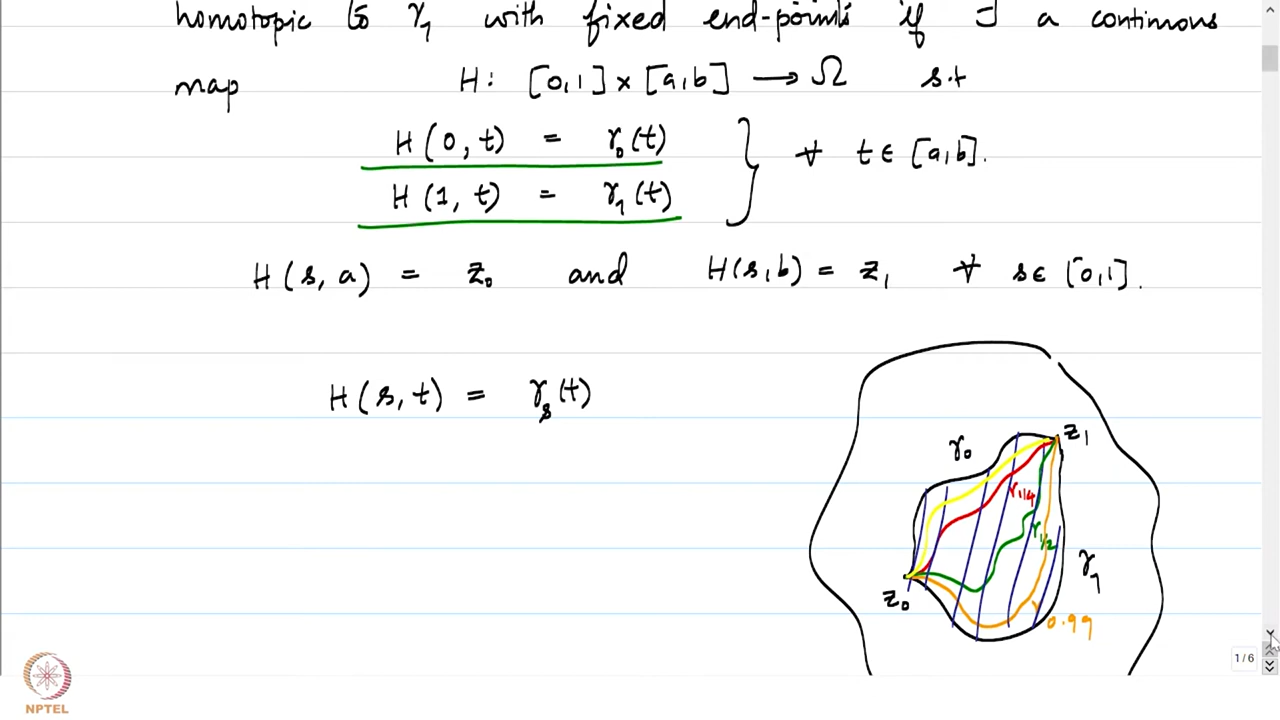 homotopic to γ₁ with fixed end-points if ∃ a continuous
map H: [0,1] × [a,b] ⟶ Ω s.t
H(0,t) = γ₀(t)
H(1,t) = γ₁(t) } ∀ t ∈ [a,b].
H(s,a) = z₀ and H(s,b) = z₁ ∀ s ∈ [0,1].
H(s,t) = γₛ(t)
z₁
γ₀
γ₁/₄
γ₁/₂
γ₁
z₀
γ₀.₉₉
1 / 6
NPTEL